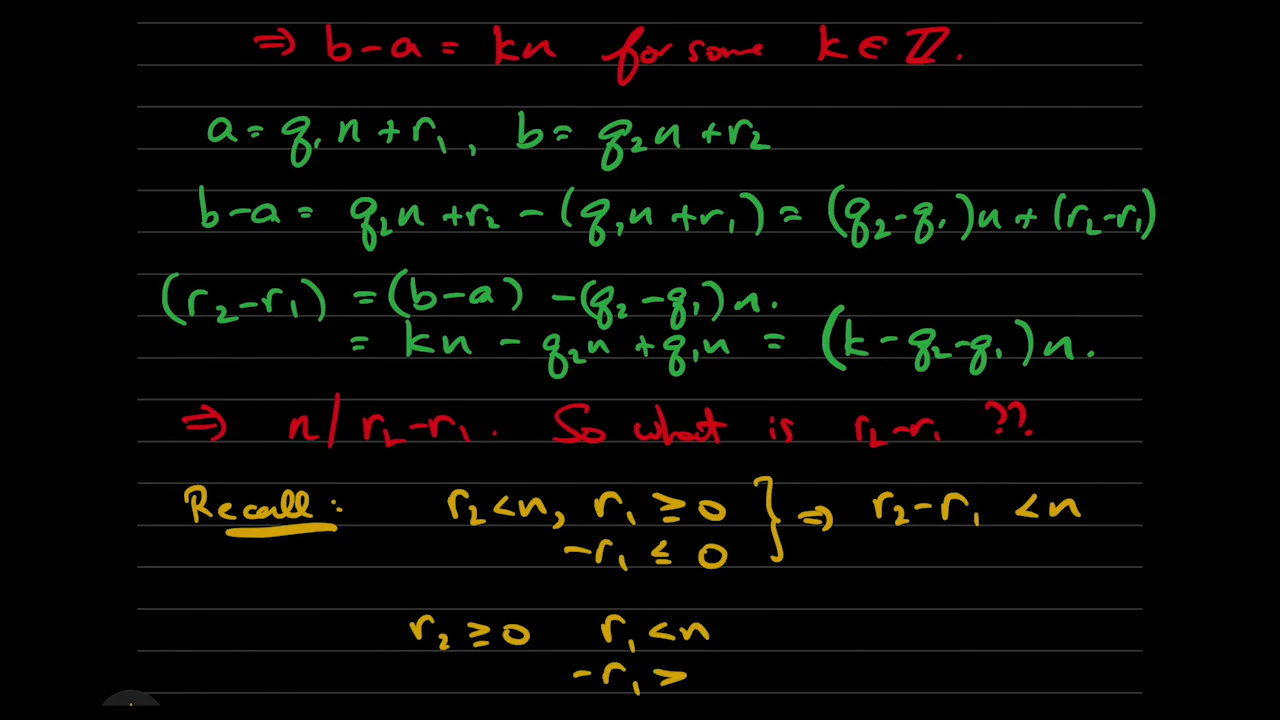 ⇒ b-a = kn for some k ∈ ℤ.
a = q₁n + r₁, b = q₂n + r₂
b-a = q₂n + r₂ - (q₁n + r₁) = (q₂-q₁)n + (r₂-r₁)
(r₂-r₁) = (b-a) - (q₂-q₁)n.
= kn - q₂n + q₁n = (k-q₂-q₁)n.
⇒ n/r₂-r₁. So what is r₂-r₁ ??
Recall: r₂<n, r₁ ≥ 0 } ⇒ r₂-r₁ < n
-r₁ ≤ 0
r₂ ≥ 0 r₁ < n
-r₁ >